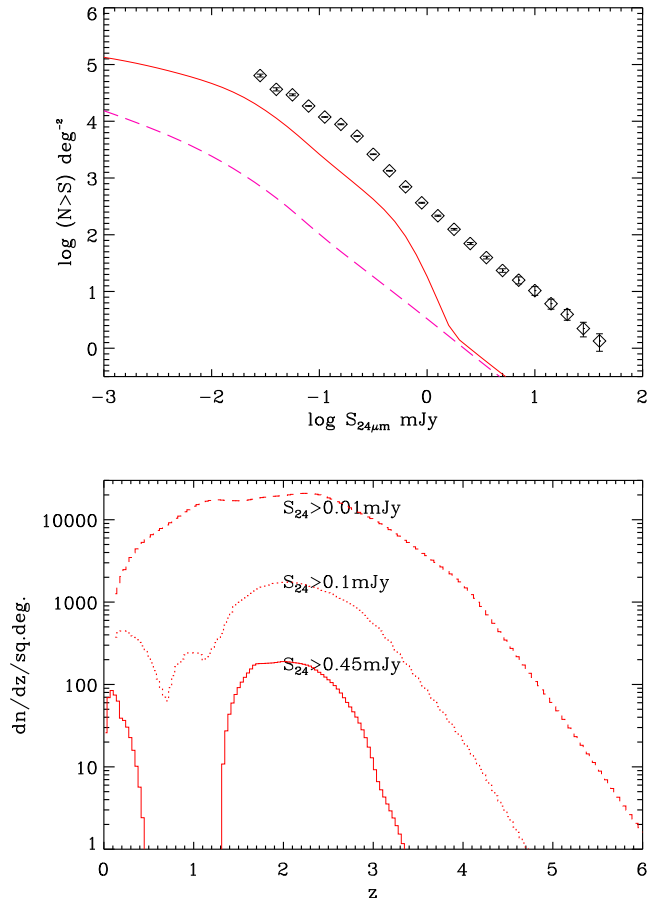 6
5
4
3
2
1
0
log (N>S) deg⁻²
−3 −2 −1 0 1 2
log S₂₄μm mJy
10000
1000
100
10
1
dn/dz/sq.deg.
S₂₄>0.01mJy
S₂₄>0.1mJy
S₂₄>0.45mJy
0 1 2 3 4 5 6
z